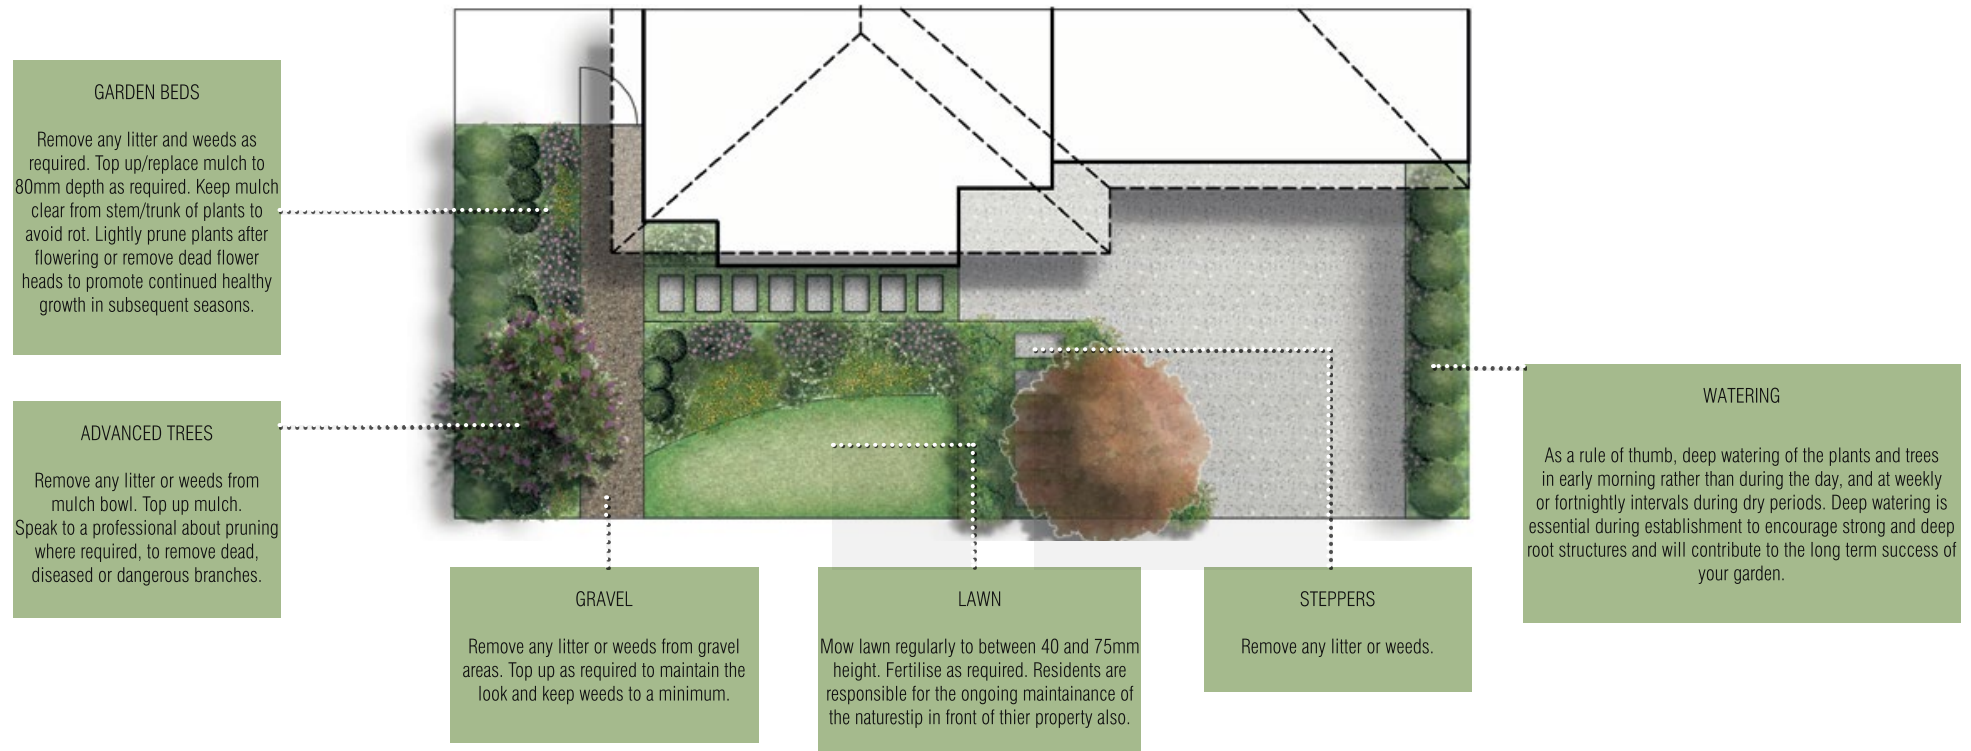 GARDEN BEDS
Remove any litter and weeds as
required. Top up/replace mulch to
80mm depth as required. Keep mulch
clear from stem/trunk of plants to
avoid rot. Lightly prune plants after
flowering or remove dead flower
heads to promote continued healthy
growth in subsequent seasons.
ADVANCED TREES
Remove any litter or weeds from
mulch bowl. Top up mulch.
Speak to a professional about pruning
where required, to remove dead,
diseased or dangerous branches.
GRAVEL
Remove any litter or weeds from gravel
areas. Top up as required to maintain the
look and keep weeds to a minimum.
LAWN
Mow lawn regularly to between 40 and 75mm
height. Fertilise as required. Residents are
responsible for the ongoing maintainance of
the naturestip in front of thier property also.
STEPPERS
Remove any litter or weeds.
WATERING
As a rule of thumb, deep watering of the plants and trees
in early morning rather than during the day, and at weekly
or fortnightly intervals during dry periods. Deep watering is
essential during establishment to encourage strong and deep
root structures and will contribute to the long term success of
your garden.